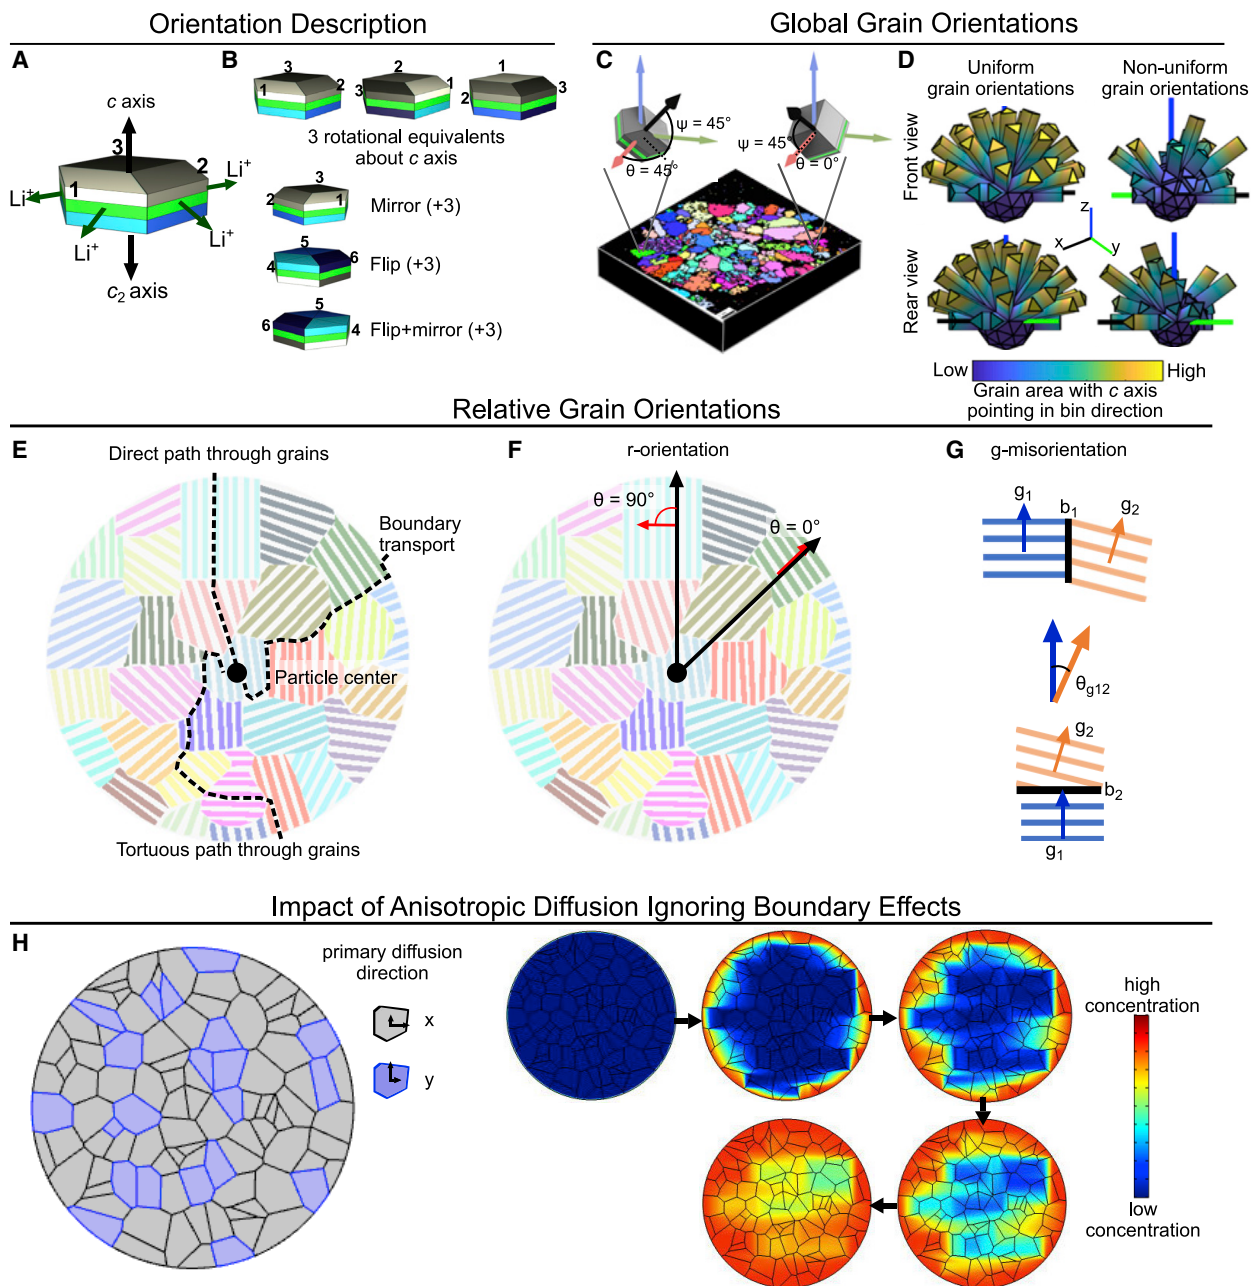 Orientation Description
Global Grain Orientations
A
B
C
D
c axis
3
2
1
Li⁺
Li⁺
Li⁺
Li⁺
c₂ axis
3
2
1
2
1
3
1
3
2
3 rotational equivalents
about c axis
3
2
1
Mirror (+3)
5
6
4
Flip (+3)
5
6
4
Flip+mirror (+3)
ψ = 45°
θ = 45°
ψ = 45°
θ = 0°
Uniform
grain orientations
Non-uniform
grain orientations
Front view
Rear view
z
x
y
Low
High
Grain area with c axis
pointing in bin direction
Relative Grain Orientations
E
F
G
Direct path through grains
Boundary
transport
Particle center
Tortuous path through grains
r-orientation
θ = 90°
θ = 0°
g-misorientation
g₁
b₁
g₂
θg12
g₂
b₂
g₁
Impact of Anisotropic Diffusion Ignoring Boundary Effects
H
primary diffusion
direction
x
y
high
concentration
low
concentration